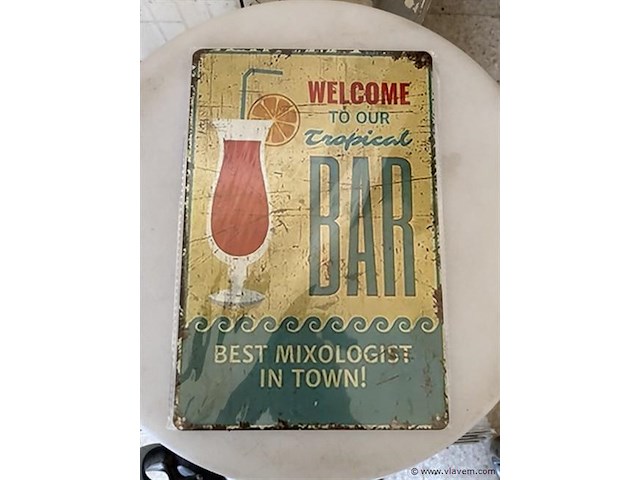 WELCOME
TO OUR
Tropical
BAR
BEST MIXOLOGIST
IN TOWN!
© www.vlavem.com